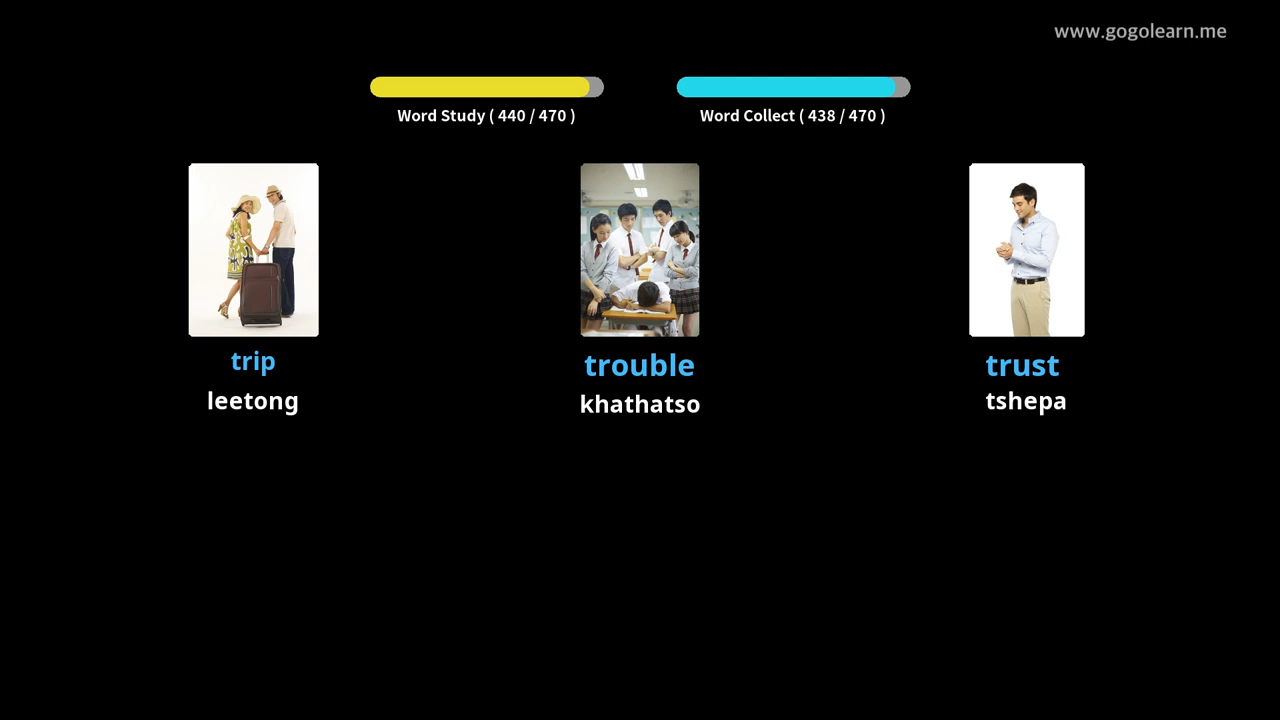 www.gogolearn.me
Word Study ( 440 / 470 )
Word Collect ( 438 / 470 )
trip
trouble
trust
leetong
khathatso
tshepa